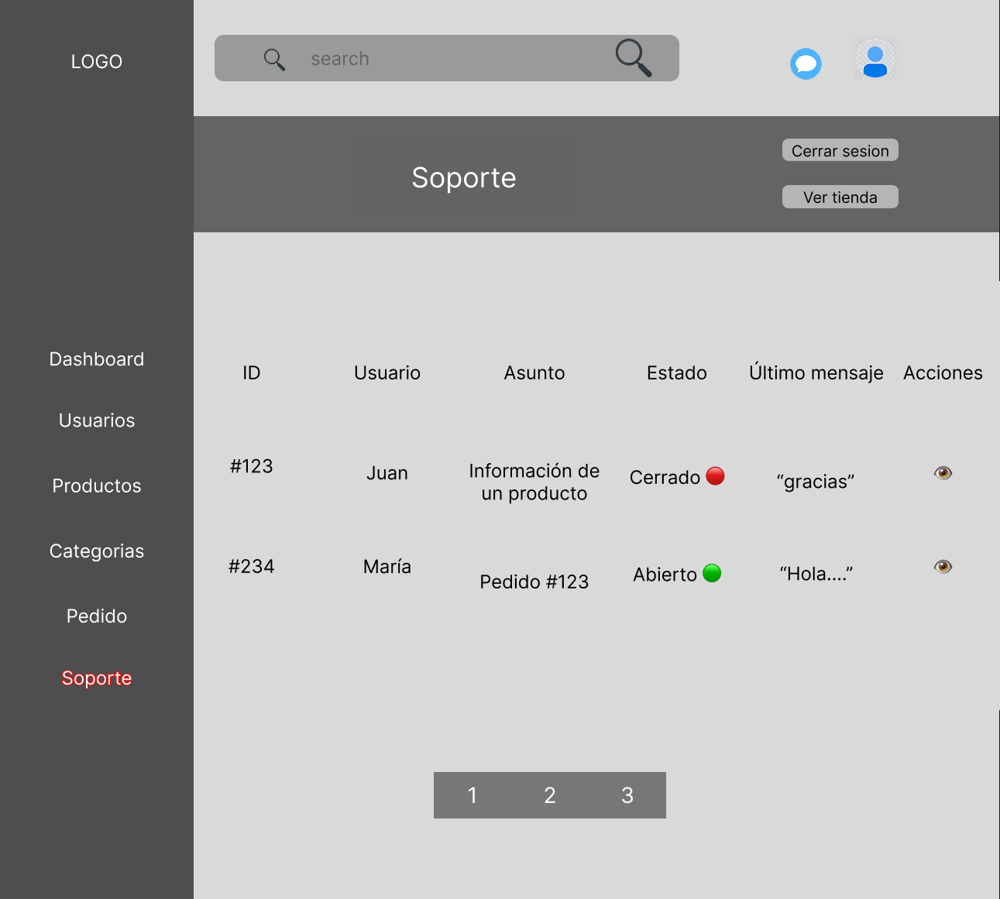 LOGO
search
Soporte
Cerrar sesion
Ver tienda
Dashboard
Usuarios
Productos
Categorias
Pedido
Soporte
ID Usuario Asunto Estado Último mensaje Acciones
#123 Juan Información de un producto Cerrado “gracias”
#234 María Pedido #123 Abierto “Hola....”
1 2 3